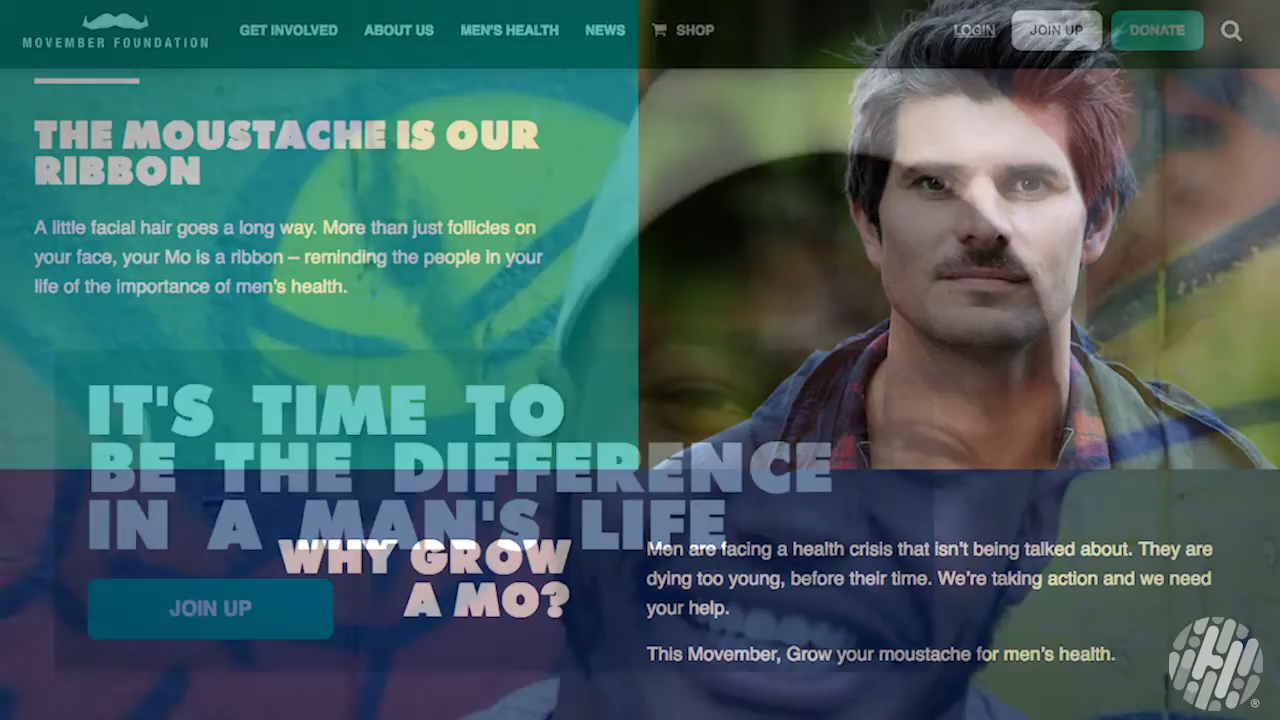 MOVEMBER FOUNDATION
GET INVOLVED ABOUT US MEN'S HEALTH NEWS SHOP LOGIN JOIN UP DONATE
THE MOUSTACHE IS OUR
RIBBON
A little facial hair goes a long way. More than just follicles on
your face, your Mo is a ribbon – reminding the people in your
life of the importance of men's health.
IT'S TIME TO
BE THE DIFFERENCE
IN A MAN'S LIFE
JOIN UP
WHY GROW
A MO?
Men are facing a health crisis that isn't being talked about. They are
dying too young, before their time. We're taking action and we need
your help.
This Movember, Grow your moustache for men's health.
®